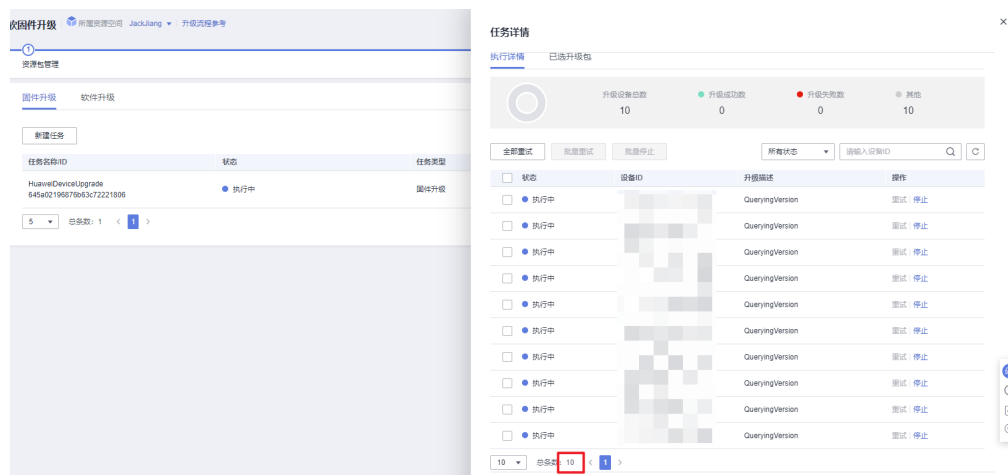 软固件升级 所属资源空间 JackJiang 升级流程参考
1
资源包管理
固件升级 软件升级
新建任务
任务名称/ID 状态 任务类型
HuaweiDeviceUpgrade
645a02196876b63c72221806
执行中 固件升级
5 总条数: 1 < 1 >
任务详情
执行详情 已选升级包
升级设备总数 升级成功数 升级失败数 其他
10 0 0 10
全部重试 批量重试 批量停止 所有状态 请输入设备ID
状态 设备ID 升级描述 操作
执行中 QueryingVersion 重试 停止
执行中 QueryingVersion 重试 停止
执行中 QueryingVersion 重试 停止
执行中 QueryingVersion 重试 停止
执行中 QueryingVersion 重试 停止
执行中 QueryingVersion 重试 停止
执行中 QueryingVersion 重试 停止
执行中 QueryingVersion 重试 停止
执行中 QueryingVersion 重试 停止
执行中 QueryingVersion 重试 停止
10 总条数: 10 < 1 >